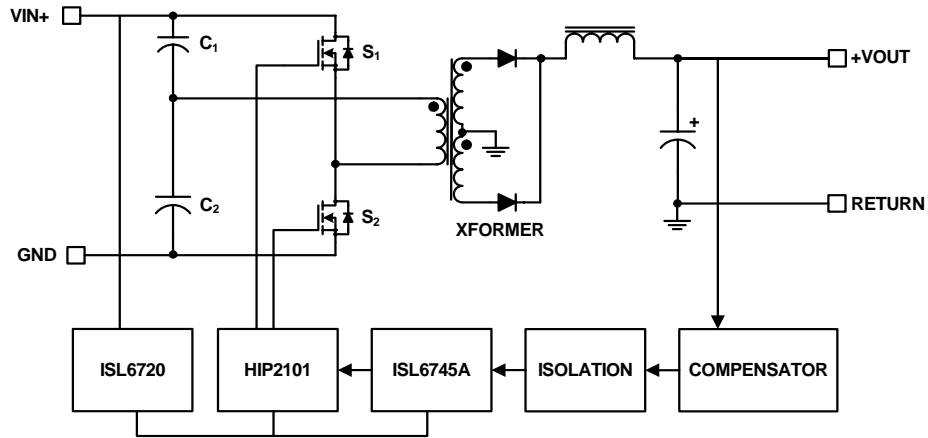 VIN+
C1
S1
+VOUT
+
C2
S2
RETURN
XFORMER
GND
ISL6720
HIP2101
ISL6745A
ISOLATION
COMPENSATOR